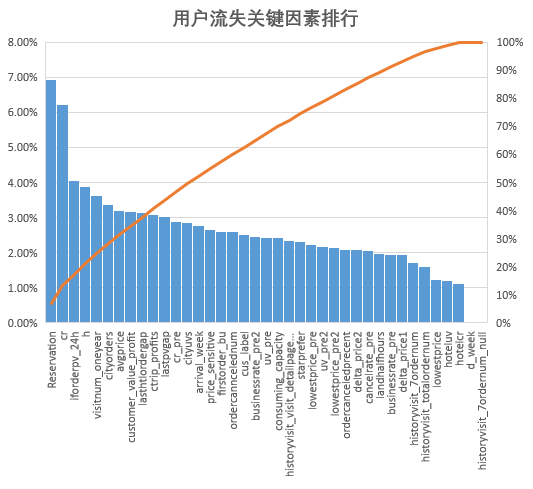 用户流失关键因素排行
8.00%
7.00%
6.00%
5.00%
4.00%
3.00%
2.00%
1.00%
0.00%
100%
90%
80%
70%
60%
50%
40%
30%
20%
10%
0%
Reservation
cr
iforderpv_24h
h
visitnum_oneyear
cityorders
avgprice
customer_value_profit
lasthtlordergap
ctrip_profits
lastpvgap
cr_pre
cityuvs
arrival_week
price_sensitive
firstorder_bu
ordercanncelednum
cus_label
businessrate_pre2
uv_pre
consuming_capacity
historyvisit_visit_detailpage...
starprefer
lowestprice_pre
uv_pre2
lowestprice_pre2
ordercanceledprecent
delta_price2
cancelrate_pre
landhalfhours
businessrate_pre
delta_price1
historyvisit_7ordernum
historyvisit_totalordernum
lowestprice
hoteluv
hotelcr
d_week
historyvisit_7ordernum_null